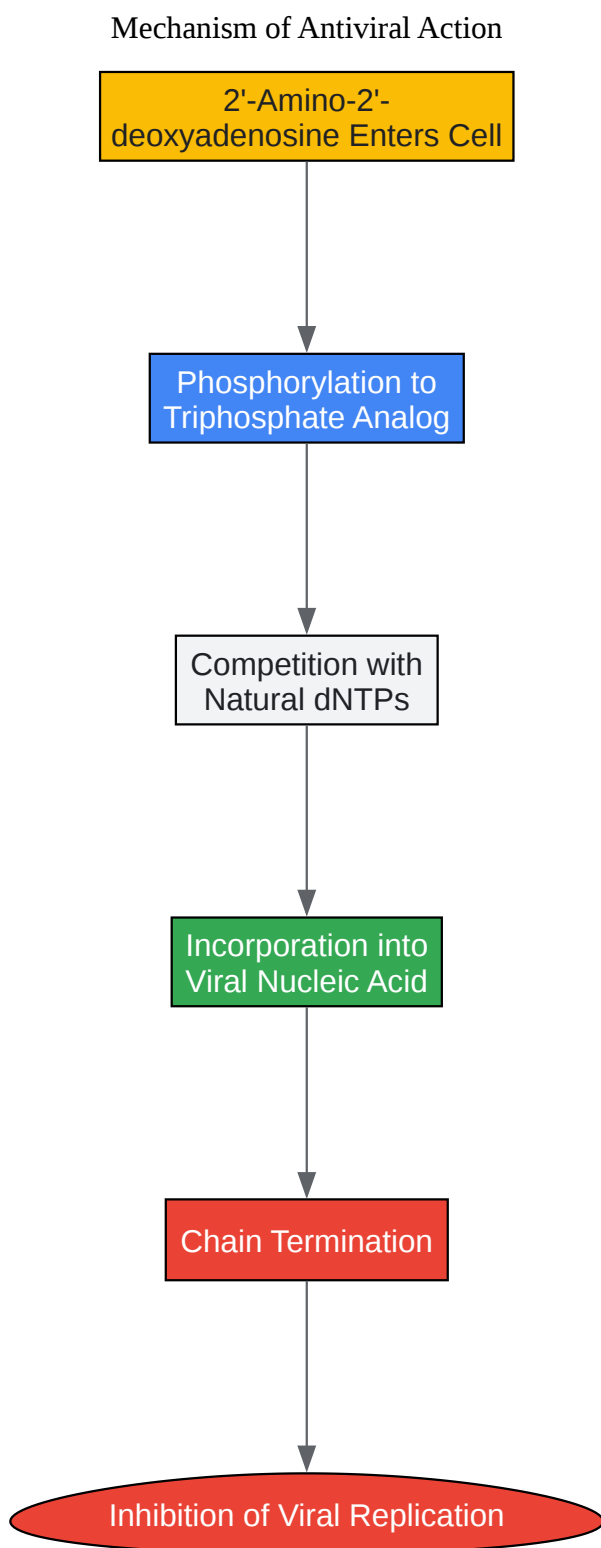 Mechanism of Antiviral Action
2'-Amino-2'-
deoxyadenosine Enters Cell
Phosphorylation to
Triphosphate Analog
Competition with
Natural dNTPs
Incorporation into
Viral Nucleic Acid
Chain Termination
Inhibition of Viral Replication